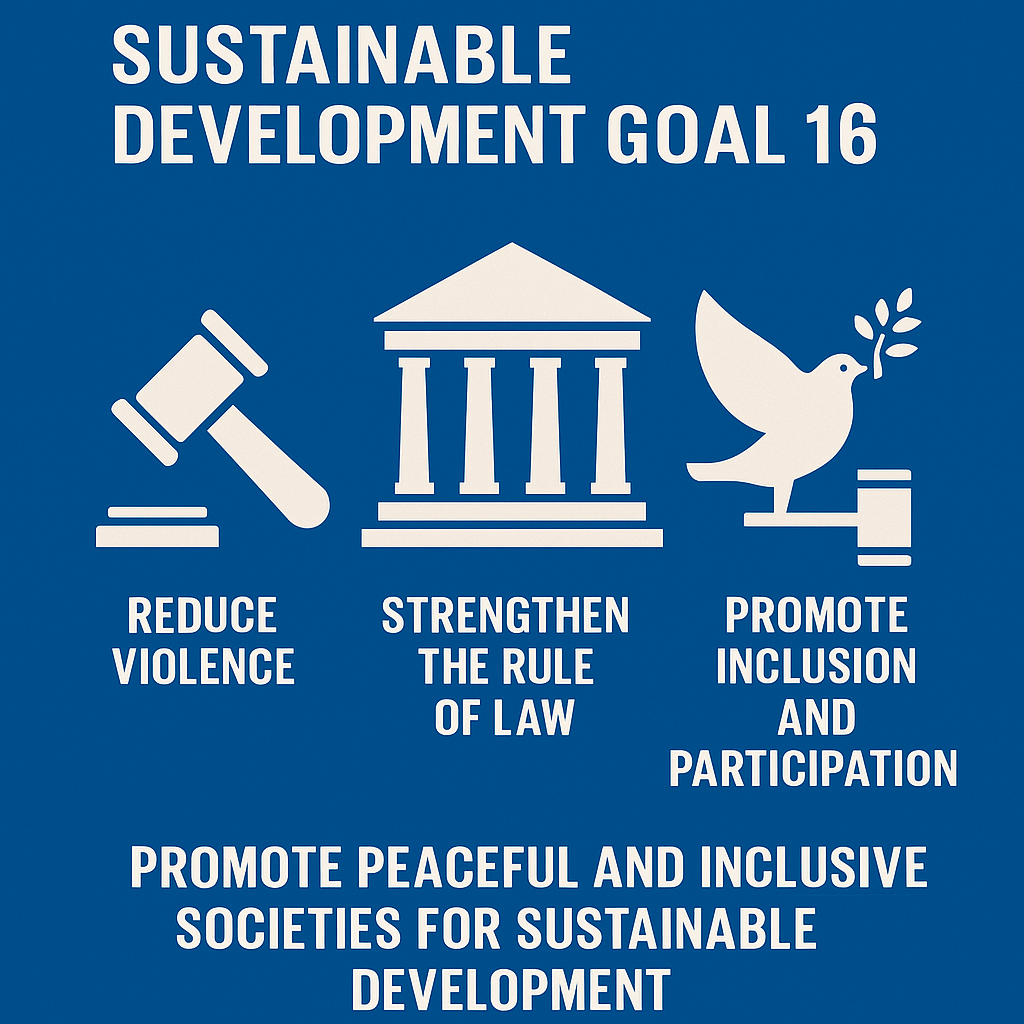 SUSTAINABLE
DEVELOPMENT GOAL 16
REDUCE
VIOLENCE
STRENGTHEN
THE RULE
OF LAW
PROMOTE
INCLUSION
AND
PARTICIPATION
PROMOTE PEACEFUL AND INCLUSIVE
SOCIETIES FOR SUSTAINABLE
DEVELOPMENT